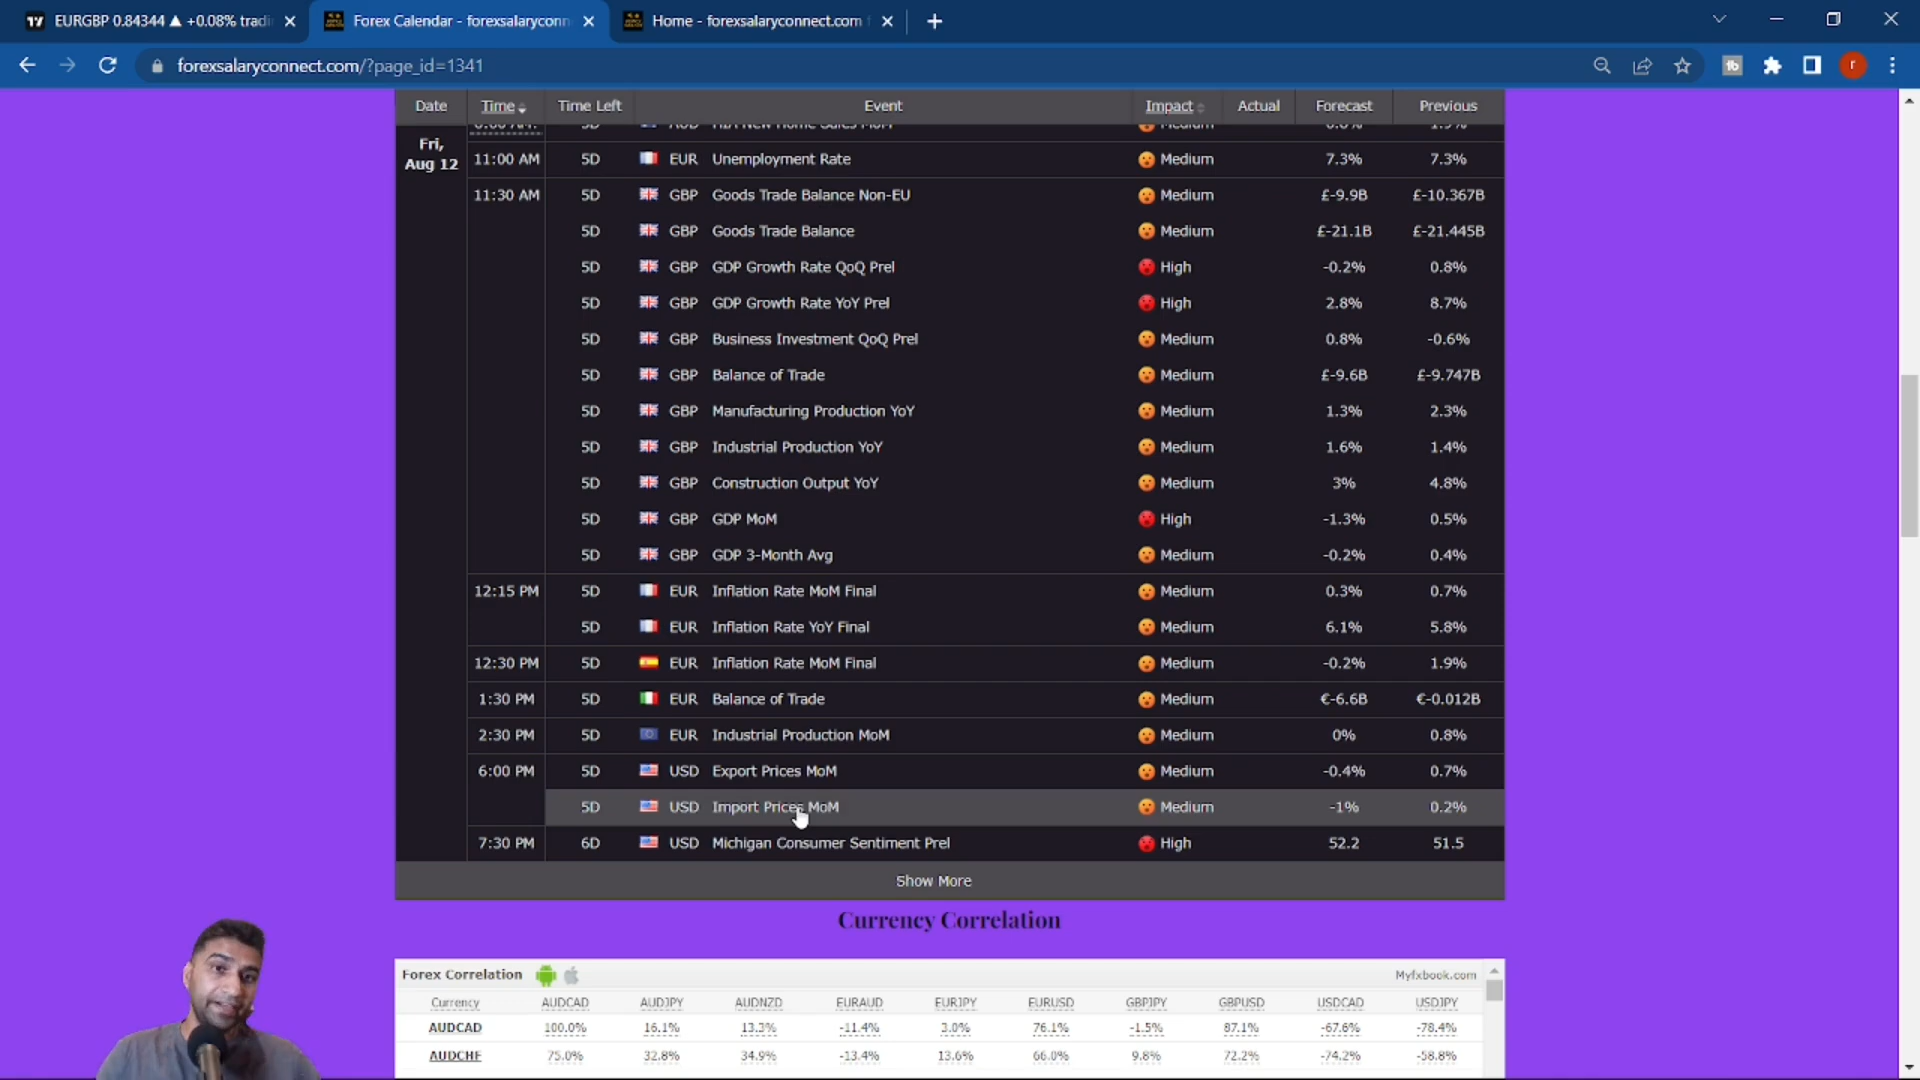 EURGBP 0.84344 ▲ +0.08% tradi
Forex Calendar - forexsalaryconn
Home - forexsalaryconnect.com
forexsalaryconnect.com/?page_id=1341
Date Time Time Left Event Impact Actual Forecast Previous
Medium
Fri, Aug 12
11:00 AM 5D EUR Unemployment Rate Medium 7.3% 7.3%
11:30 AM 5D GBP Goods Trade Balance Non-EU Medium £-9.9B £-10.367B
5D GBP Goods Trade Balance Medium £-21.1B £-21.445B
5D GBP GDP Growth Rate QoQ Prel High -0.2% 0.8%
5D GBP GDP Growth Rate YoY Prel High 2.8% 8.7%
5D GBP Business Investment QoQ Prel Medium 0.8% -0.6%
5D GBP Balance of Trade Medium £-9.6B £-9.747B
5D GBP Manufacturing Production YoY Medium 1.3% 2.3%
5D GBP Industrial Production YoY Medium 1.6% 1.4%
5D GBP Construction Output YoY Medium 3% 4.8%
5D GBP GDP MoM High -1.3% 0.5%
5D GBP GDP 3-Month Avg Medium -0.2% 0.4%
12:15 PM 5D EUR Inflation Rate MoM Final Medium 0.3% 0.7%
5D EUR Inflation Rate YoY Final Medium 6.1% 5.8%
12:30 PM 5D EUR Inflation Rate MoM Final Medium -0.2% 1.9%
1:30 PM 5D EUR Balance of Trade Medium €-6.6B €-0.012B
2:30 PM 5D EUR Industrial Production MoM Medium 0% 0.8%
6:00 PM 5D USD Export Prices MoM Medium -0.4% 0.7%
5D USD Import Prices MoM Medium -1% 0.2%
7:30 PM 6D USD Michigan Consumer Sentiment Prel High 52.2 51.5
Show More
Currency Correlation
Forex Correlation Myfxbook.com
Currency AUDCAD AUDJPY AUDNZD EURAUD EURJPY EURUSD GBPJPY GBPUSD USDCAD USDJPY
AUDCAD 100.0% 16.1% 13.3% -11.4% 3.0% 76.1% -1.5% 87.1% -67.6% -78.4%
AUDCHF 75.0% 32.8% 34.9% -13.4% 13.6% 66.0% 9.8% 72.2% -74.2% -58.8%